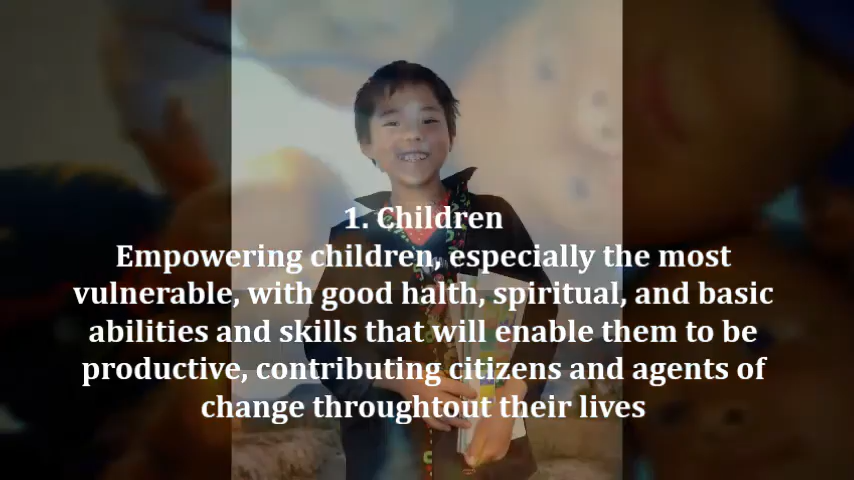 1. Children
Empowering children, especially the most
vulnerable, with good halth, spiritual, and basic
abilities and skills that will enable them to be
productive, contributing citizens and agents of
change throughtout their lives